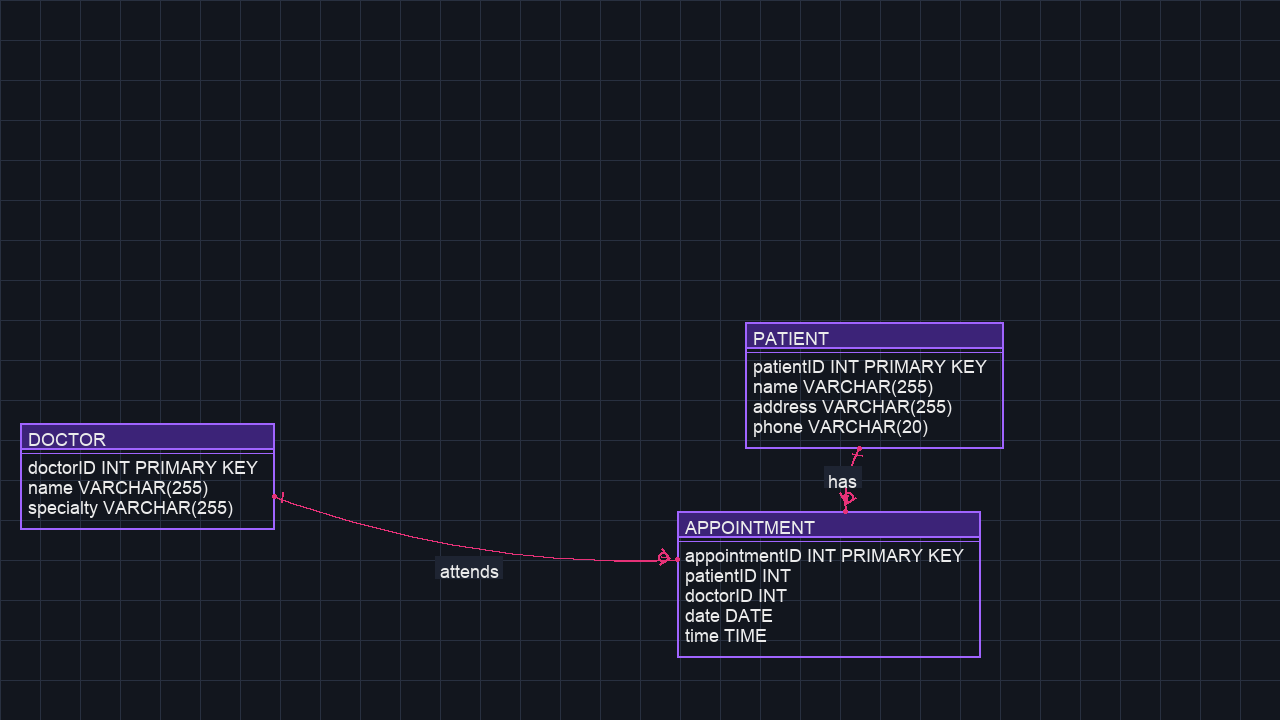 PATIENT
patientID INT PRIMARY KEY
name VARCHAR(255)
address VARCHAR(255)
phone VARCHAR(20)
DOCTOR
doctorID INT PRIMARY KEY
name VARCHAR(255)
specialty VARCHAR(255)
has
attends
APPOINTMENT
appointmentID INT PRIMARY KEY
patientID INT
doctorID INT
date DATE
time TIME